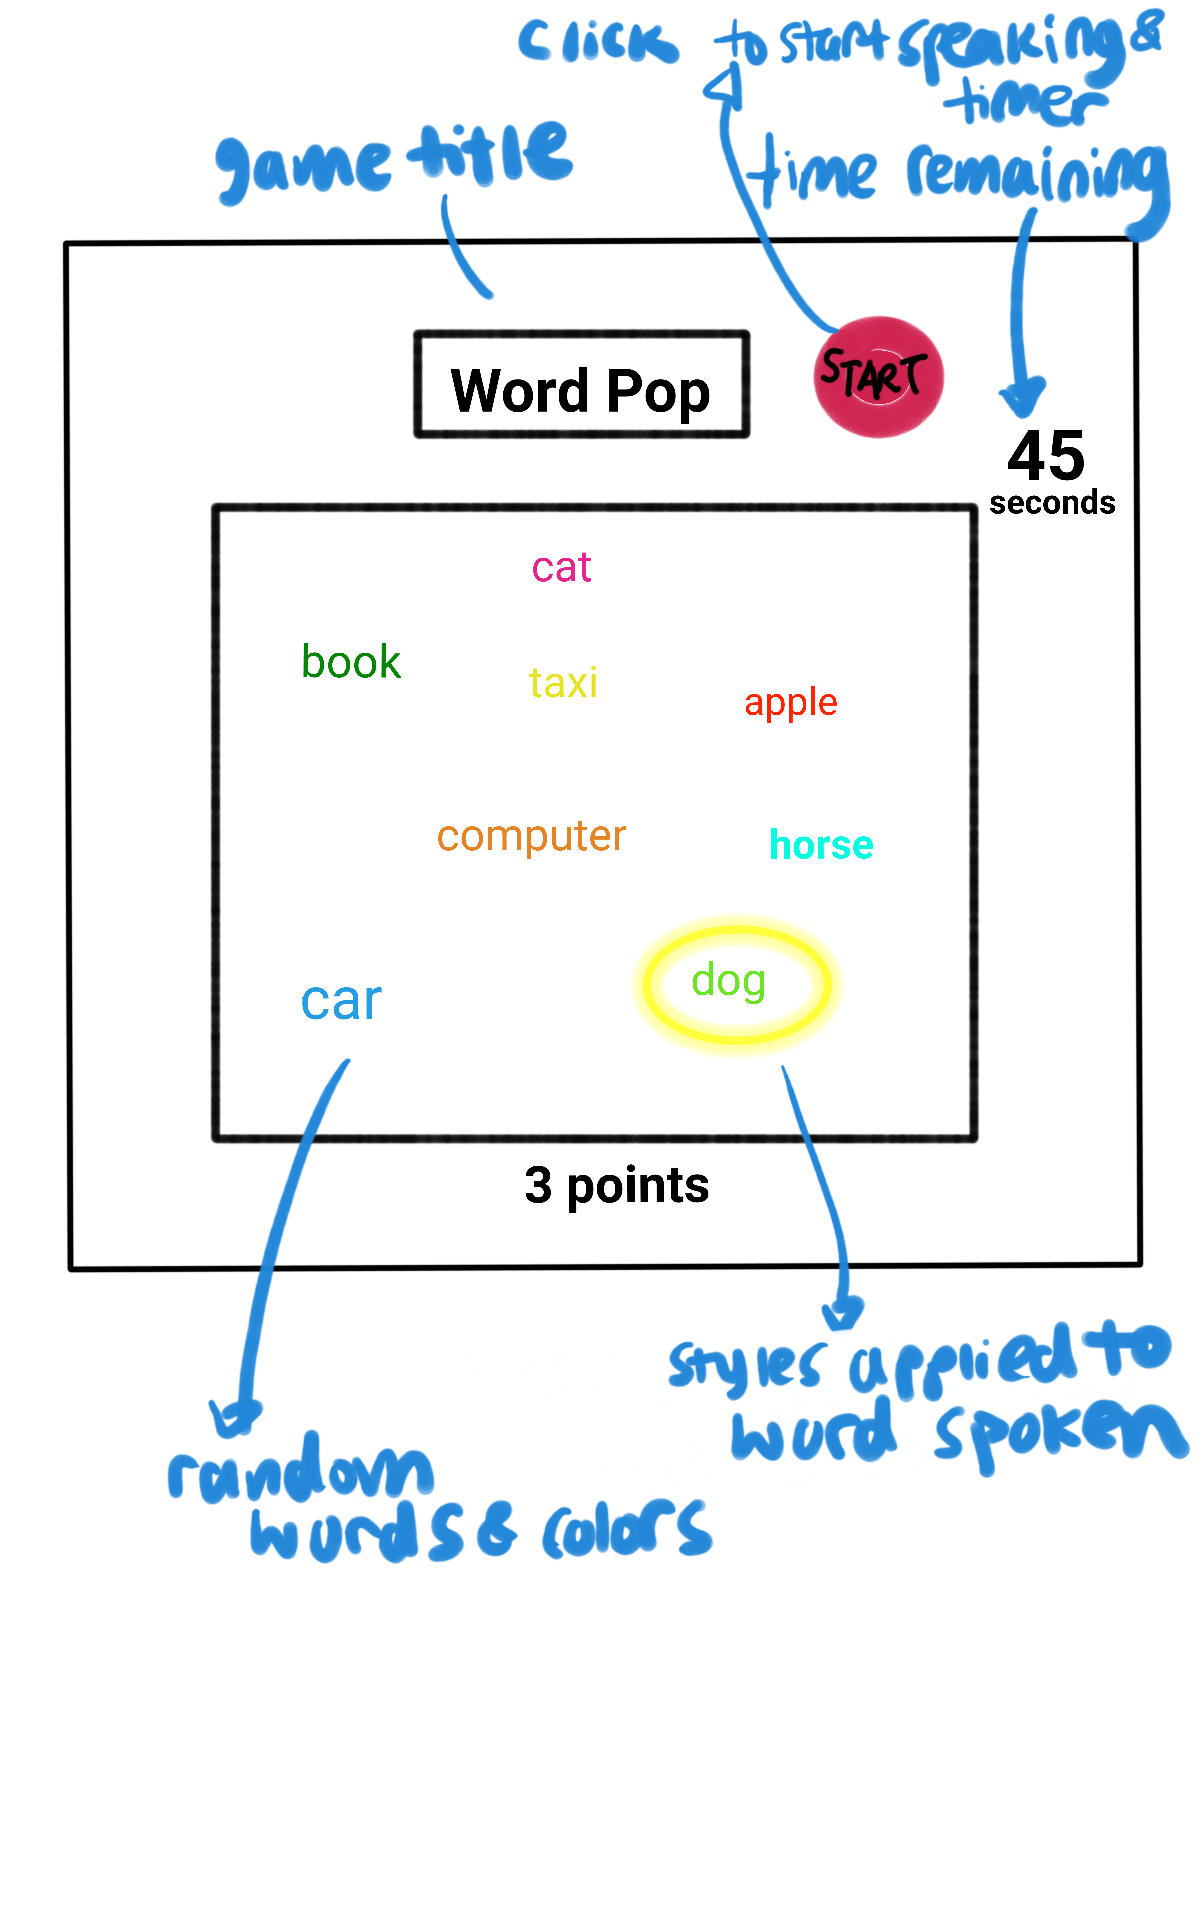 click to start speaking &
timer
game title
time remaining
Word Pop
START
45
seconds
cat
book
taxi
apple
computer
horse
car
dog
3 points
styles applied to
word spoken
random
words & colors